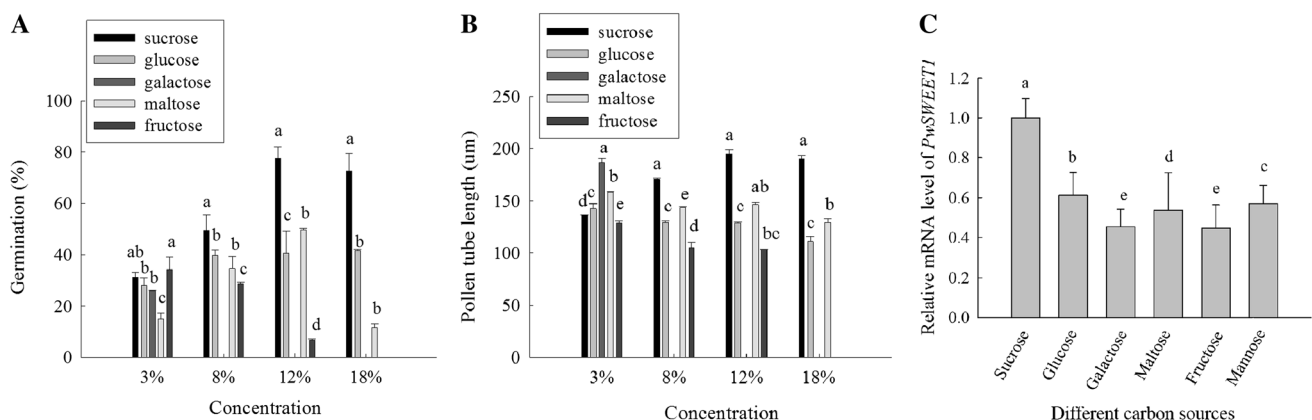 A
sucrose
glucose
galactose
maltose
fructose
Germination (%)
100
80
60
40
20
0
ab
b
b
c
a
a
b
b
c
a
c
b
d
a
b
b
3%
8%
12%
18%
Concentration
B
sucrose
glucose
galactose
maltose
fructose
Pollen tube length (um)
250
200
150
100
50
0
d
c
a
b
e
a
c
e
d
a
c
ab
bc
a
c
b
3%
8%
12%
18%
Concentration
C
Relative mRNA level of PwSWEET1
1.2
1.0
0.8
0.6
0.4
0.2
0.0
a
b
e
d
e
c
Sucrose
Glucose
Galactose
Maltose
Fructose
Mannose
Different carbon sources